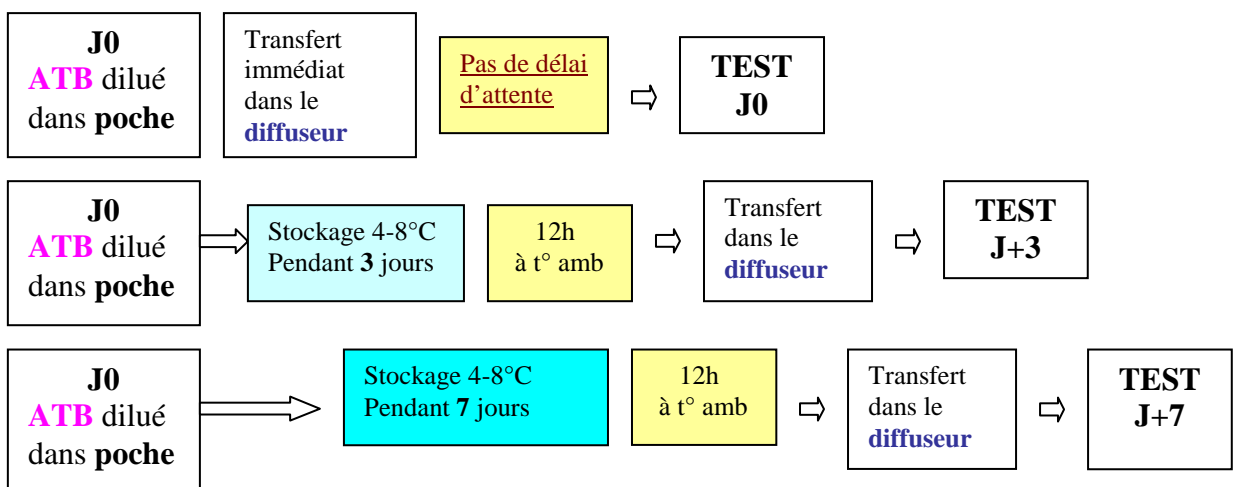 J0
ATB dilué
dans poche
Transfert
immédiat
dans le
diffuseur
Pas de délai
d'attente
TEST
J0
J0
ATB dilué
dans poche
Stockage 4-8°C
Pendant 3 jours
12h
à t° amb
Transfert
dans le
diffuseur
TEST
J+3
J0
ATB dilué
dans poche
Stockage 4-8°C
Pendant 7 jours
12h
à t° amb
Transfert
dans le
diffuseur
TEST
J+7